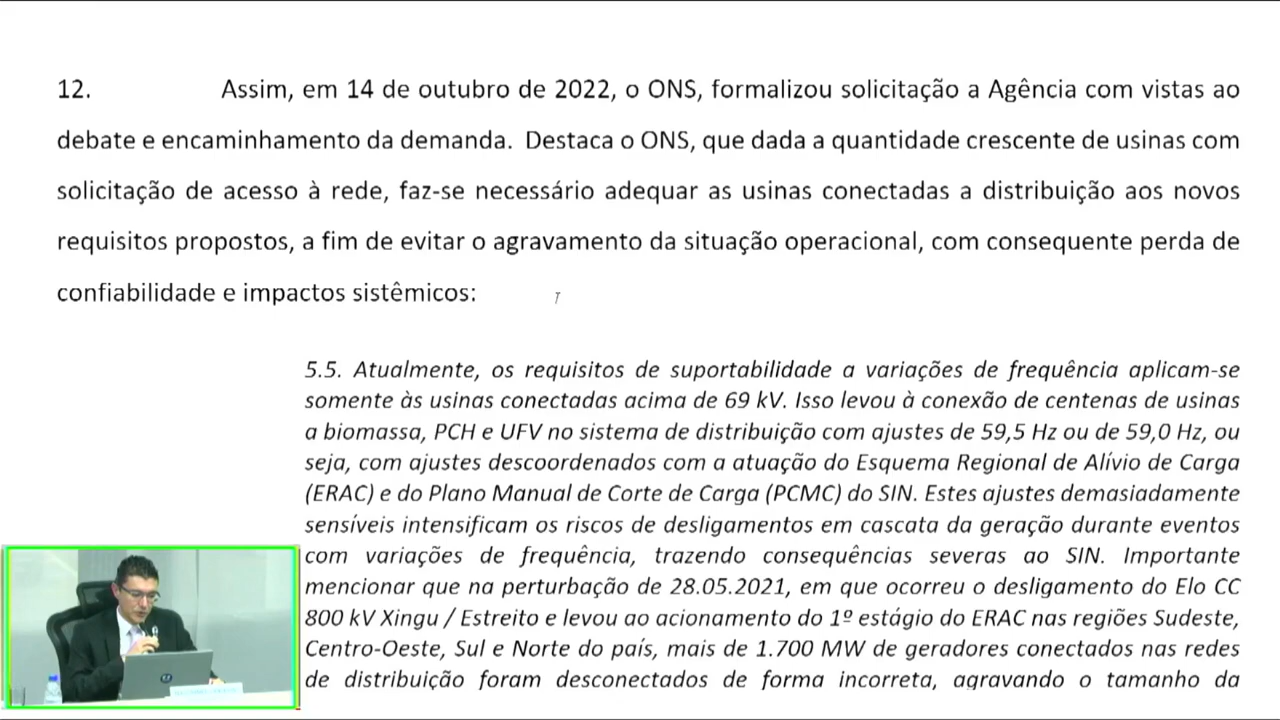 12. Assim, em 14 de outubro de 2022, o ONS, formalizou solicitação a Agência com vistas ao
debate e encaminhamento da demanda. Destaca o ONS, que dada a quantidade crescente de usinas com
solicitação de acesso à rede, faz-se necessário adequar as usinas conectadas a distribuição aos novos
requisitos propostos, a fim de evitar o agravamento da situação operacional, com consequente perda de
confiabilidade e impactos sistêmicos:
5.5. Atualmente, os requisitos de suportabilidade a variações de frequência aplicam-se
somente às usinas conectadas acima de 69 kV. Isso levou à conexão de centenas de usinas
a biomassa, PCH e UFV no sistema de distribuição com ajustes de 59,5 Hz ou de 59,0 Hz, ou
seja, com ajustes descoordenados com a atuação do Esquema Regional de Alívio de Carga
(ERAC) e do Plano Manual de Corte de Carga (PCMC) do SIN. Estes ajustes demasiadamente
sensíveis intensificam os riscos de desligamentos em cascata da geração durante eventos
com variações de frequência, trazendo consequências severas ao SIN. Importante
mencionar que na perturbação de 28.05.2021, em que ocorreu o desligamento do Elo CC
800 kV Xingu / Estreito e levou ao acionamento do 1º estágio do ERAC nas regiões Sudeste,
Centro-Oeste, Sul e Norte do país, mais de 1.700 MW de geradores conectados nas redes
de distribuição foram desconectados de forma incorreta, agravando o tamanho da